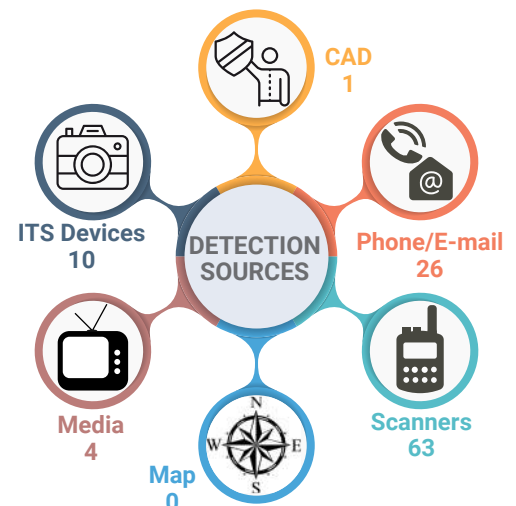 CAD
1
ITS Devices
10
DETECTION
SOURCES
Phone/E-mail
26
@
Media
4
Scanners
63
Map
0
N
W
E
S